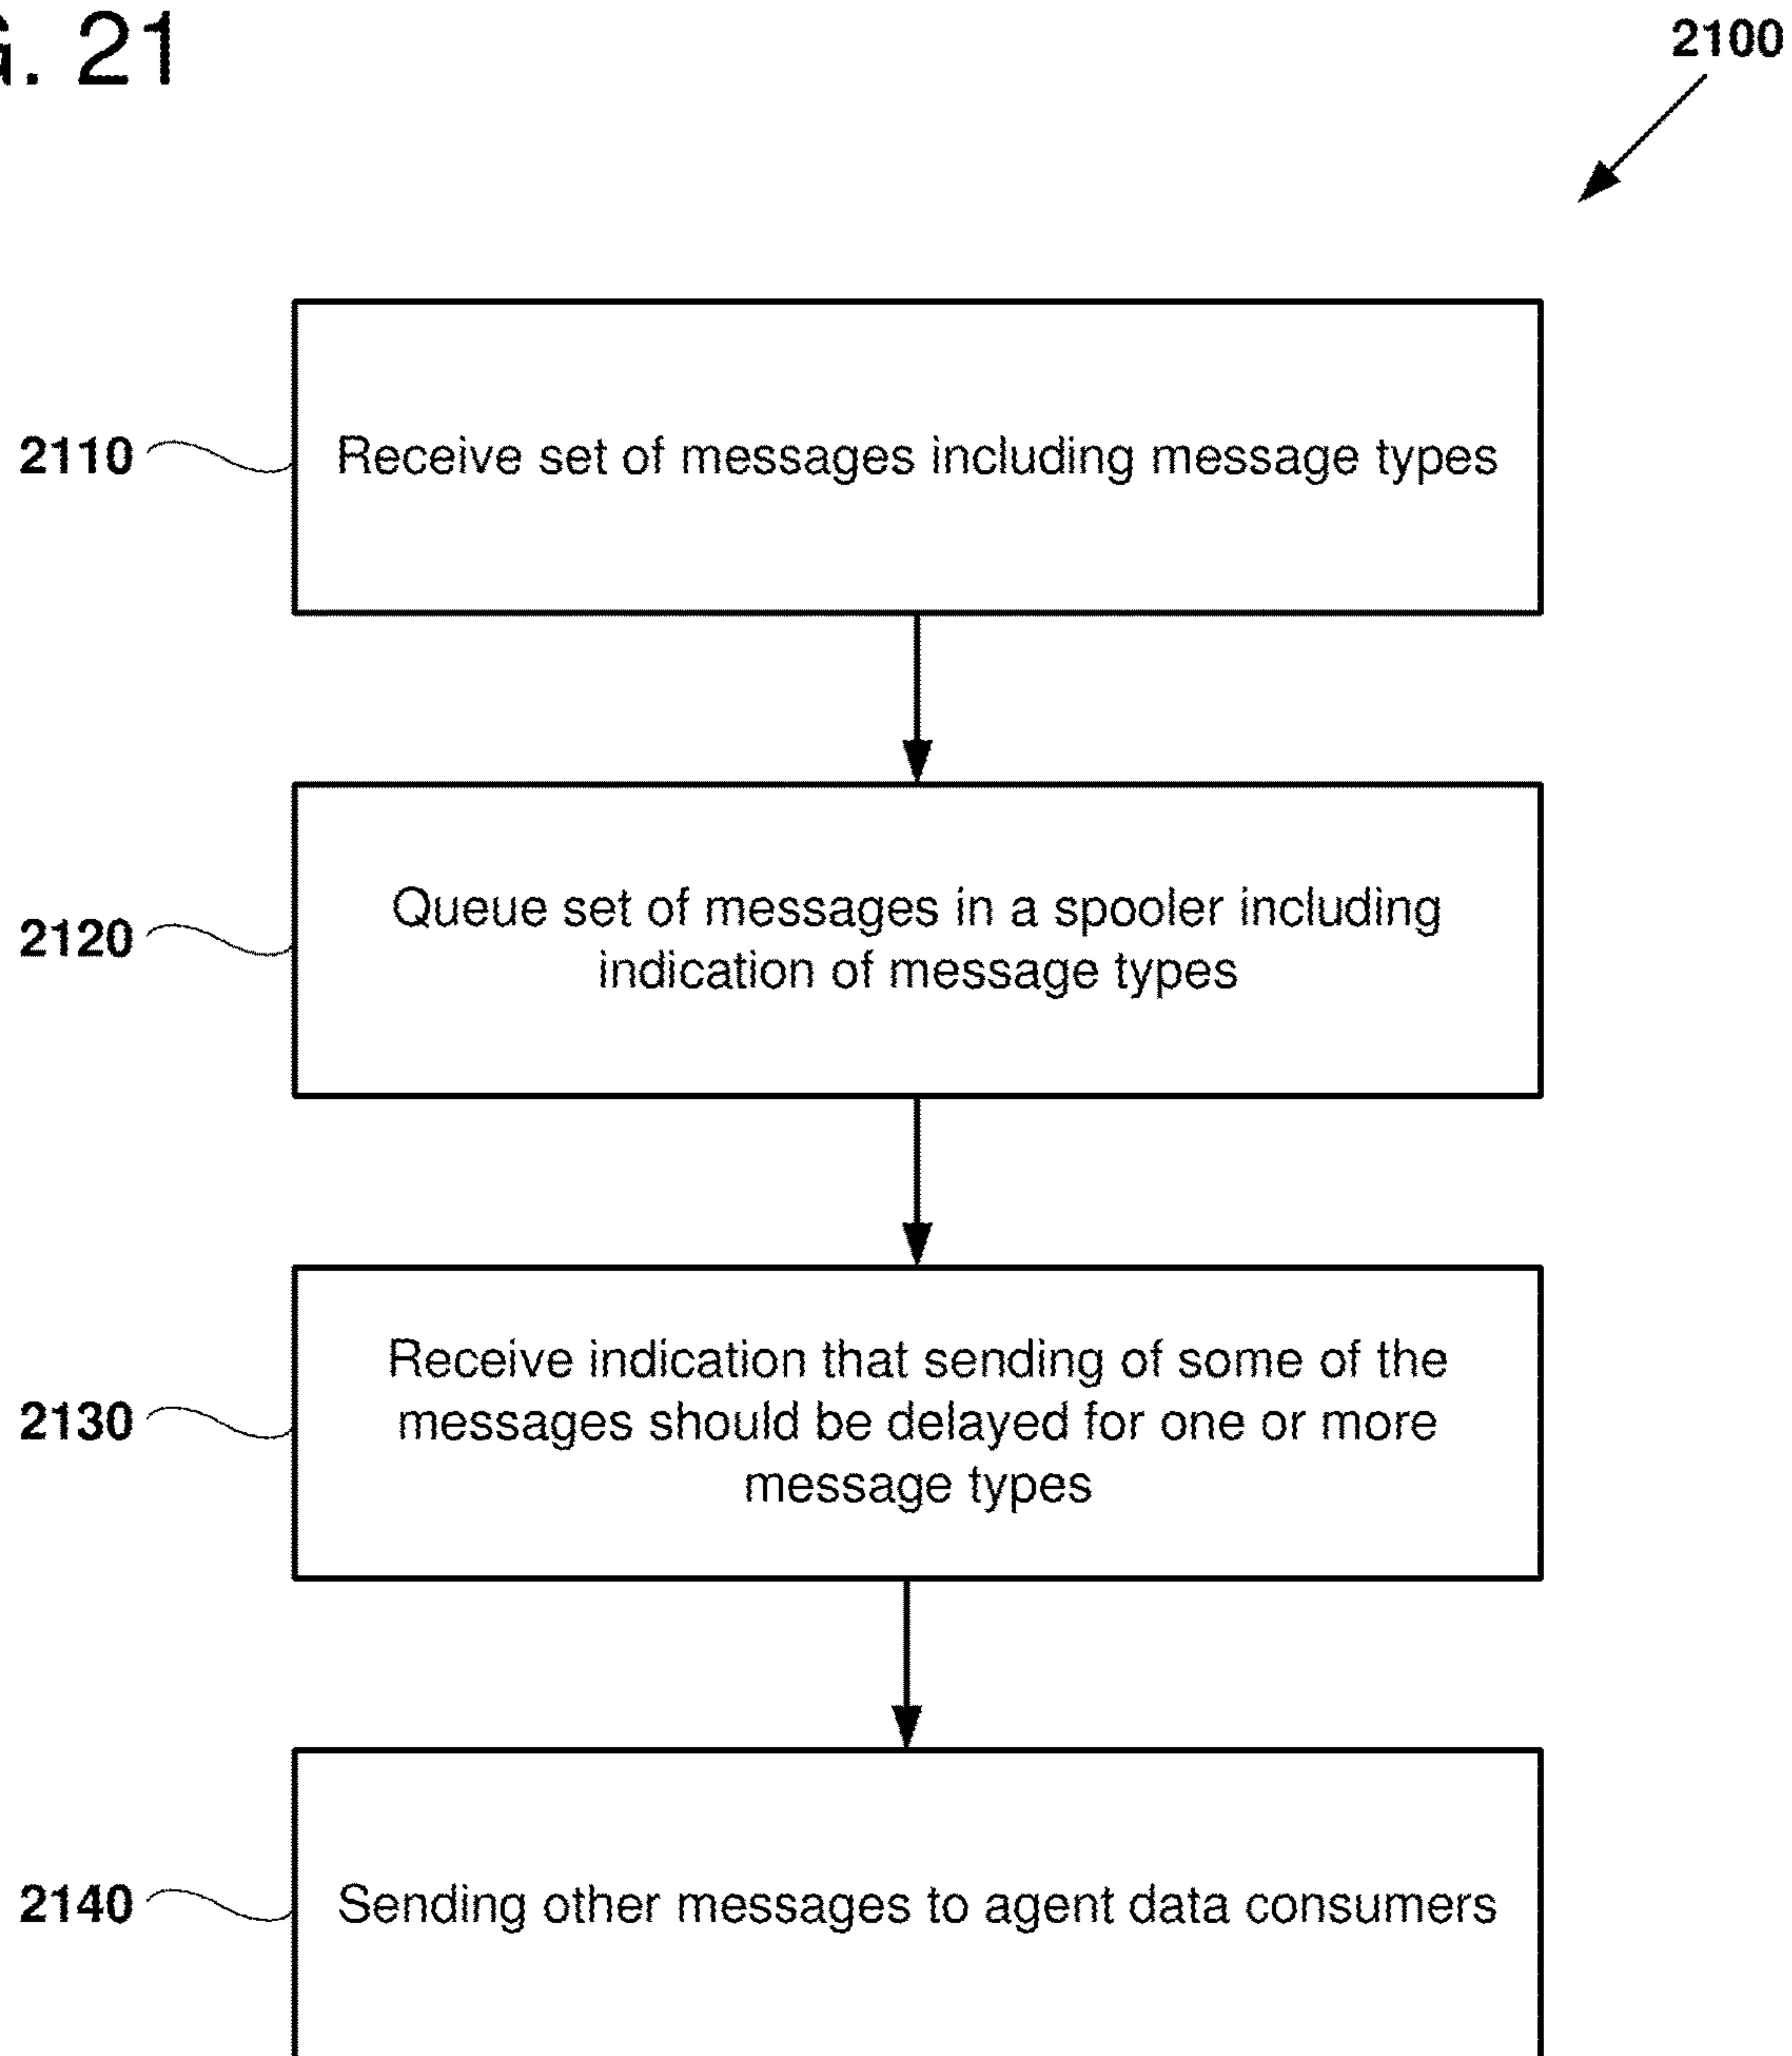 G. 21
2100
2110
Receive set of messages including message types
2120
Queue set of messages in a spooler including
indication of message types
2130
Receive indication that sending of some of the
messages should be delayed for one or more
message types
2140
Sending other messages to agent data consumers